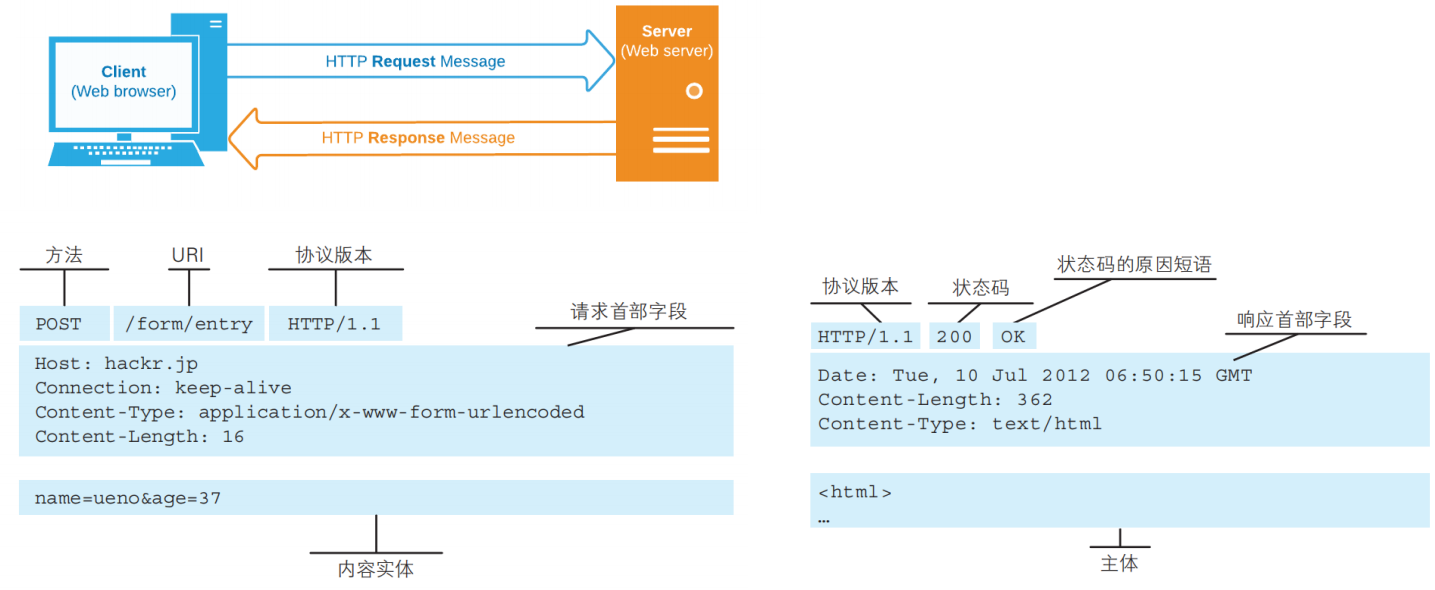 Client
(Web browser)
HTTP Request Message
HTTP Response Message
Server
(Web server)
方法
URI
协议版本
请求首部字段
POST
/form/entry
HTTP/1.1
Host: hackr.jp
Connection: keep-alive
Content-Type: application/x-www-form-urlencoded
Content-Length: 16
name=ueno&age=37
内容实体
协议版本
状态码
状态码的原因短语
响应首部字段
HTTP/1.1
200
OK
Date: Tue, 10 Jul 2012 06:50:15 GMT
Content-Length: 362
Content-Type: text/html
<html>
…
主体